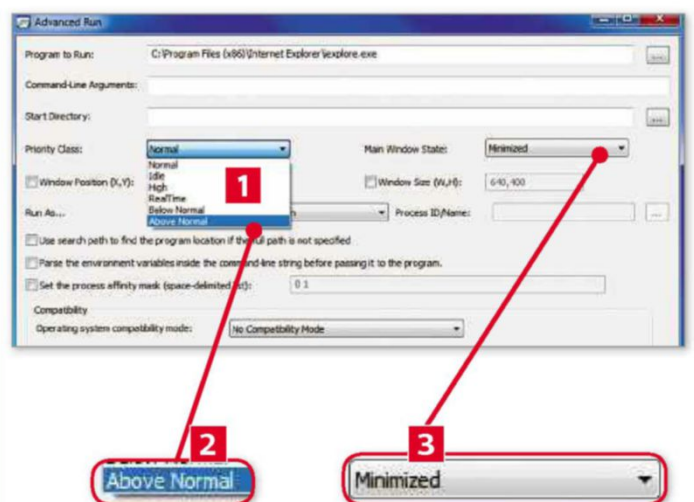 Advanced Run
Program to Run: C:\Program Files (x86)\Internet Explorer\iexplore.exe ...
Command-Line Arguments:
Start Directory: ...
Priority Class: Normal Main Window State: Minimized
Normal
Idle
High
RealTime
Below Normal
Above Normal
1
Window Position (X,Y): Window Size (W,H): 640, 400
Run As... Process ID/Name: ...
Use search path to find the program location if the full path is not specified
Parse the environment variables inside the command-line string before passing it to the program.
Set the process affinity mask (space-delimited list): 0 1
Compatibility
Operating system compatibility mode: No Compatibility Mode
2
Above Normal
3
Minimized